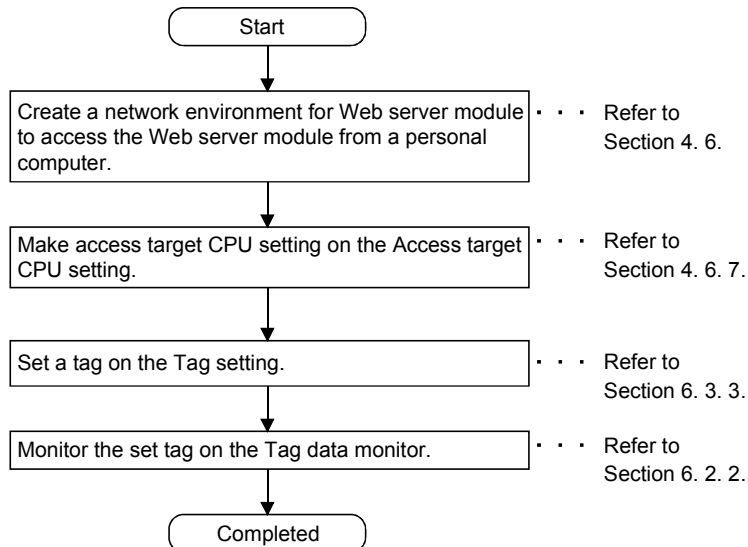 Start
Create a network environment for Web server module
to access the Web server module from a personal
computer.
· · · Refer to
Section 4. 6.
Make access target CPU setting on the Access target
CPU setting.
· · · Refer to
Section 4. 6. 7.
Set a tag on the Tag setting.
· · · Refer to
Section 6. 3. 3.
Monitor the set tag on the Tag data monitor.
· · · Refer to
Section 6. 2. 2.
Completed